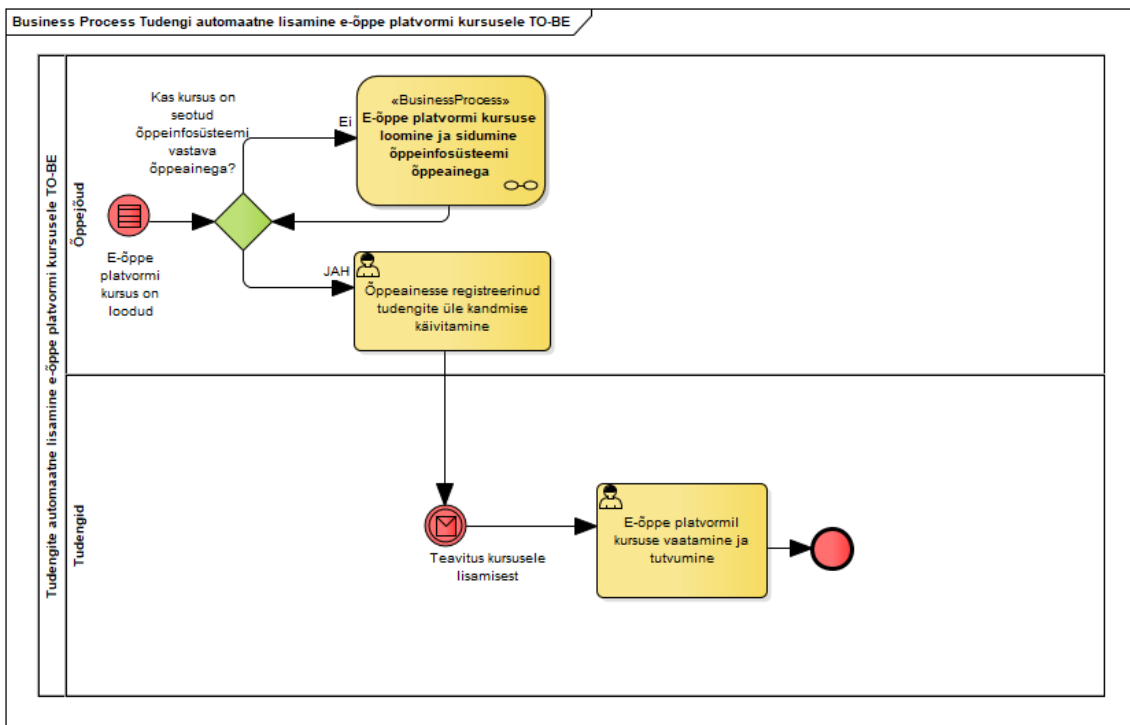 Business Process Tudengi automaatne lisamine e-õppe platvormi kursusele TO-BE
Tudengite automaatne lisamine e-õppe platvormi kursusele TO-BE
Õppejõud
Kas kursus on
seotud
õppeinfosüsteemi
vastava
õppeainega?
Ei
«BusinessProcess»
E-õppe platvormi kursuse
loomine ja sidumine
õppeinfosüsteemi
õppeainega
E-õppe
platvormi
kursus on
loodud
JAH
Õppeainesse registreerinud
tudengite üle kandmise
käivitamine
Tudengid
Teavitus kursusele
lisamisest
E-õppe platvormil
kursuse vaatamine ja
tutvumine